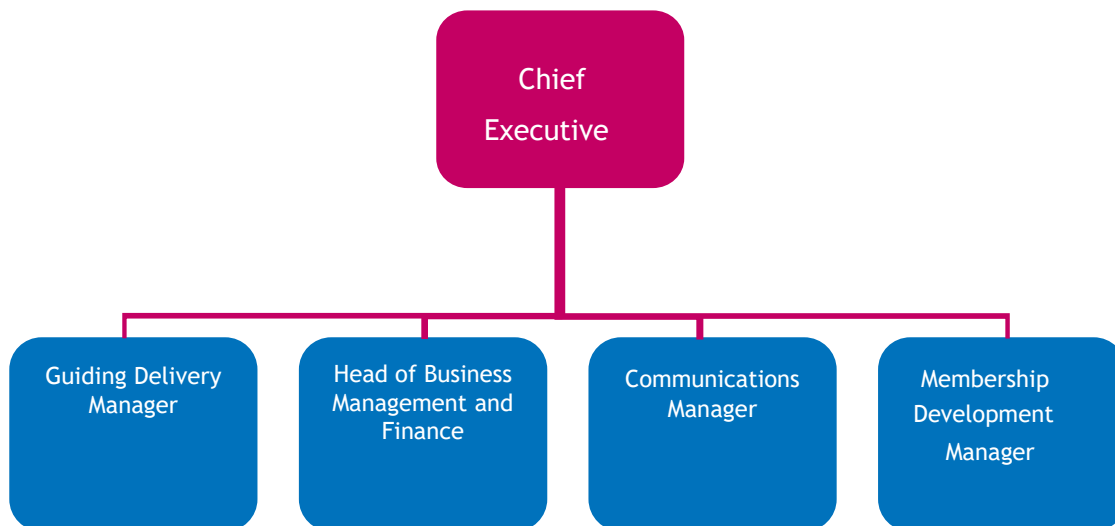 Chief
Executive
Guiding Delivery
Manager
Head of Business
Management and
Finance
Communications
Manager
Membership
Development
Manager